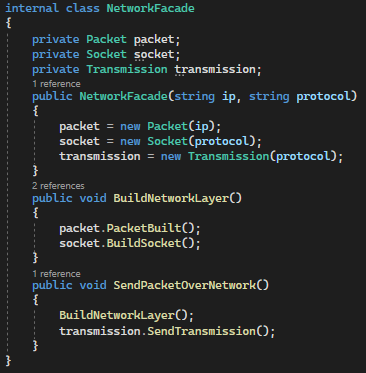 internal class NetworkFacade
{
    private Packet packet;
    private Socket socket;
    private Transmission transmission;
    1 reference
    public NetworkFacade(string ip, string protocol)
    {
        packet = new Packet(ip);
        socket = new Socket(protocol);
        transmission = new Transmission(protocol);
    }
    2 references
    public void BuildNetworkLayer()
    {
        packet.PacketBuilt();
        socket.BuildSocket();
    }
    1 reference
    public void SendPacketOverNetwork()
    {
        BuildNetworkLayer();
        transmission.SendTransmission();
    }
}